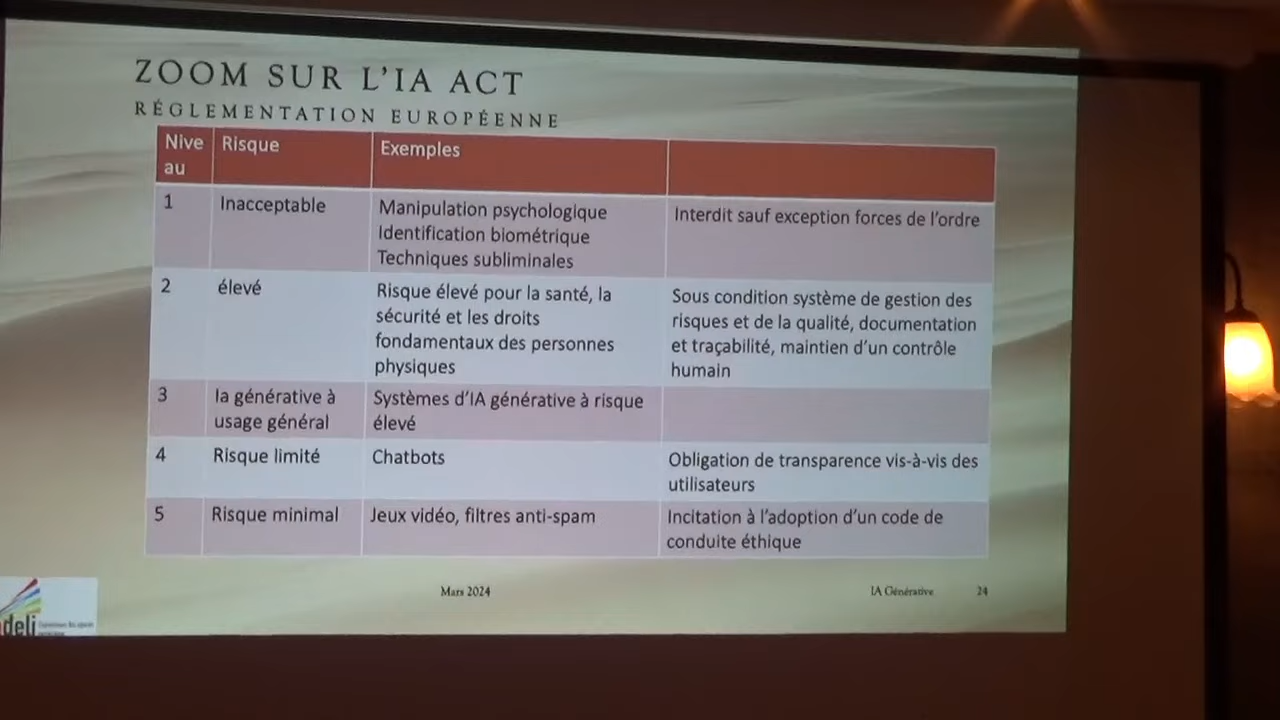 ZOOM SUR L'IA ACT
RÉGLEMENTATION EUROPÉENNE
Nive
au
Risque
Exemples
1
Inacceptable
Manipulation psychologique
Identification biométrique
Techniques subliminales
Interdit sauf exception forces de l'ordre
2
élevé
Risque élevé pour la santé, la
sécurité et les droits
fondamentaux des personnes
physiques
Sous condition système de gestion des
risques et de la qualité, documentation
et traçabilité, maintien d'un contrôle
humain
3
Ia générative à
usage général
Systèmes d'IA générative à risque
élevé
4
Risque limité
Chatbots
Obligation de transparence vis-à-vis des
utilisateurs
5
Risque minimal
Jeux vidéo, filtres anti-spam
Incitation à l'adoption d'un code de
conduite éthique
deli
Mars 2024
IA Générative
24